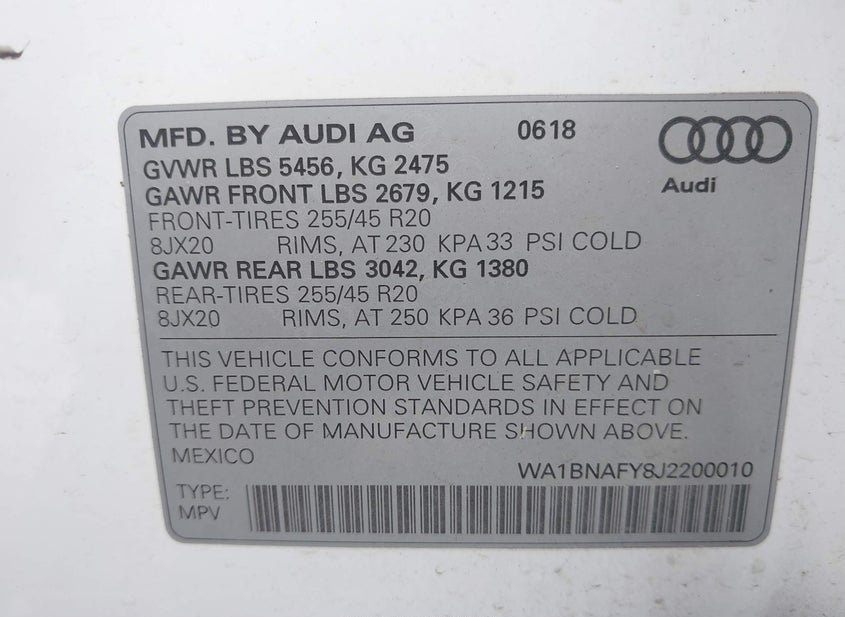 MFD. BY AUDI AG 0618
GVWR LBS 5456, KG 2475
GAWR FRONT LBS 2679, KG 1215
Audi
FRONT-TIRES 255/45 R20
8JX20 RIMS, AT 230 KPA 33 PSI COLD
GAWR REAR LBS 3042, KG 1380
REAR-TIRES 255/45 R20
8JX20 RIMS, AT 250 KPA 36 PSI COLD
THIS VEHICLE CONFORMS TO ALL APPLICABLE
U.S. FEDERAL MOTOR VEHICLE SAFETY AND
THEFT PREVENTION STANDARDS IN EFFECT ON
THE DATE OF MANUFACTURE SHOWN ABOVE.
MEXICO
WA1BNAFY8J2200010
TYPE:
MPV